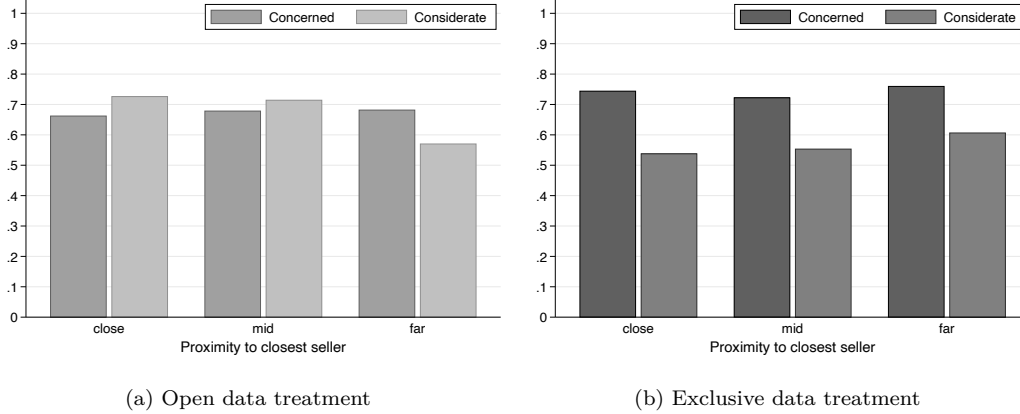 Concerned Considerate
1
.9
.8
.7
.6
.5
.4
.3
.2
.1
0
close mid far
Proximity to closest seller
(a) Open data treatment
Concerned Considerate
1
.9
.8
.7
.6
.5
.4
.3
.2
.1
0
close mid far
Proximity to closest seller
(b) Exclusive data treatment